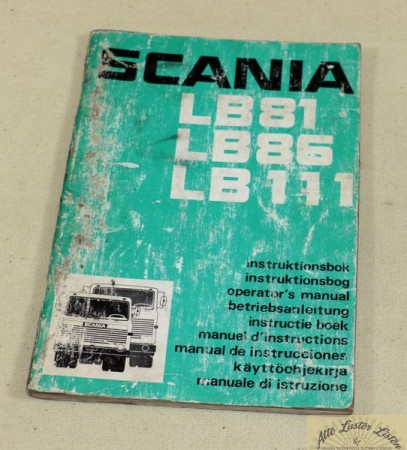 SCANIA
LB81
LB86
LB111
instruktionsbok
instruktionsbog
operator's manual
betriebsanleitung
instructie boek
manual d'instructions
manual de instrucciones
käyttöohjekirja
manuale di istruzione
SCANIA
Alte Laster Listen